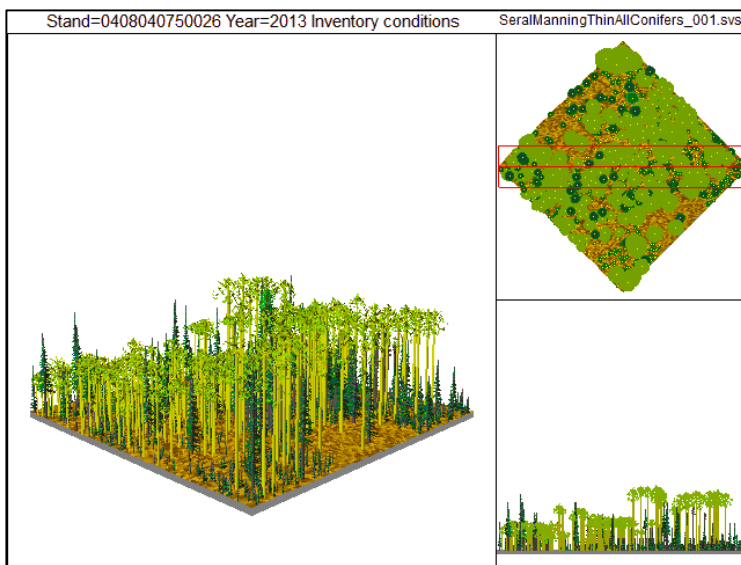 Stand=0408040750026 Year=2013 Inventory conditions
SeralManningThinAllConifers_001.svs